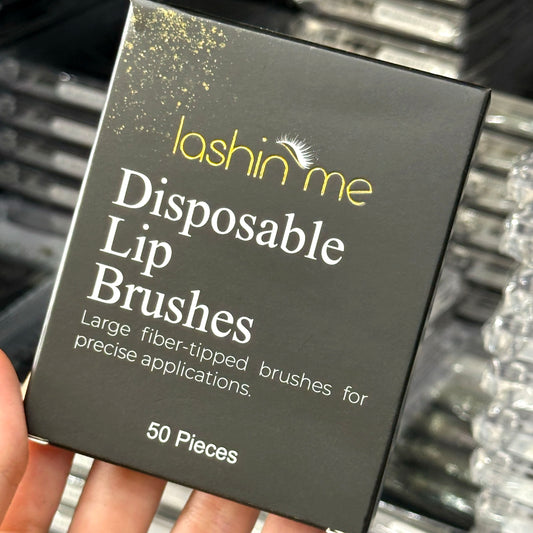 lashin me
Disposable
Lip
Brushes
Large fiber-tipped brushes for
precise applications.
50 Pieces